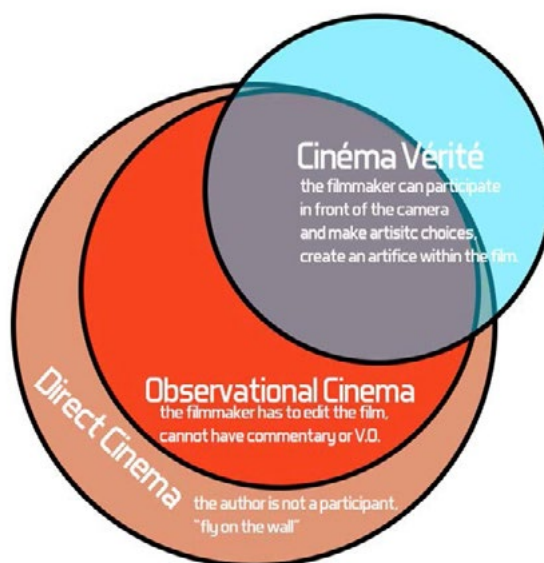 Cinéma Vérité
the filmmaker can participate
in front of the camera
and make artisitc choices,
create an artifice within the film.
Observational Cinema
the filmmaker has to edit the film,
cannot have commentary or V.O.
Direct Cinema
the author is not a participant,
"fly on the wall"